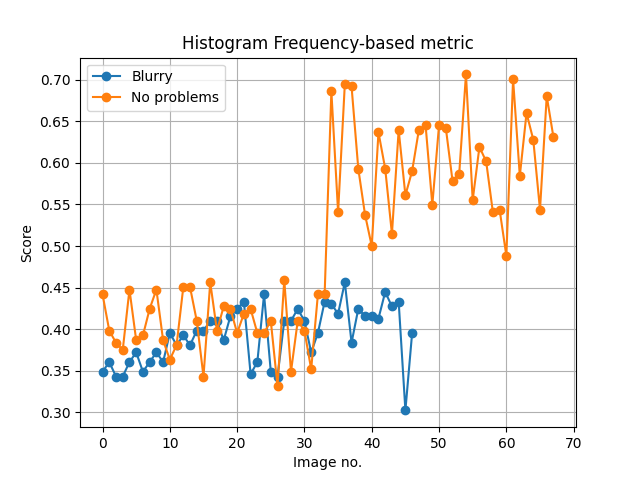 Histogram Frequency-based metric
Blurry
No problems
Score
0.70
0.65
0.60
0.55
0.50
0.45
0.40
0.35
0.30
0 10 20 30 40 50 60 70
Image no.